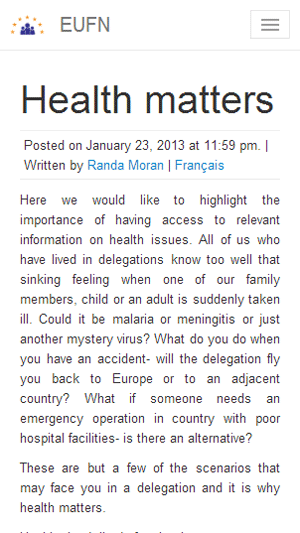 EUFN
Health matters
Posted on January 23, 2013 at 11:59 pm. |
Written by Randa Moran | Français
Here we would like to highlight the
importance of having access to relevant
information on health issues. All of us who
have lived in delegations know too well that
sinking feeling when one of our family
members, child or an adult is suddenly taken
ill. Could it be malaria or meningitis or just
another mystery virus? What do you do when
you have an accident- will the delegation fly
you back to Europe or to an adjacent
country? What if someone needs an
emergency operation in country with poor
hospital facilities- is there an alternative?
These are but a few of the scenarios that
may face you in a delegation and it is why
health matters.